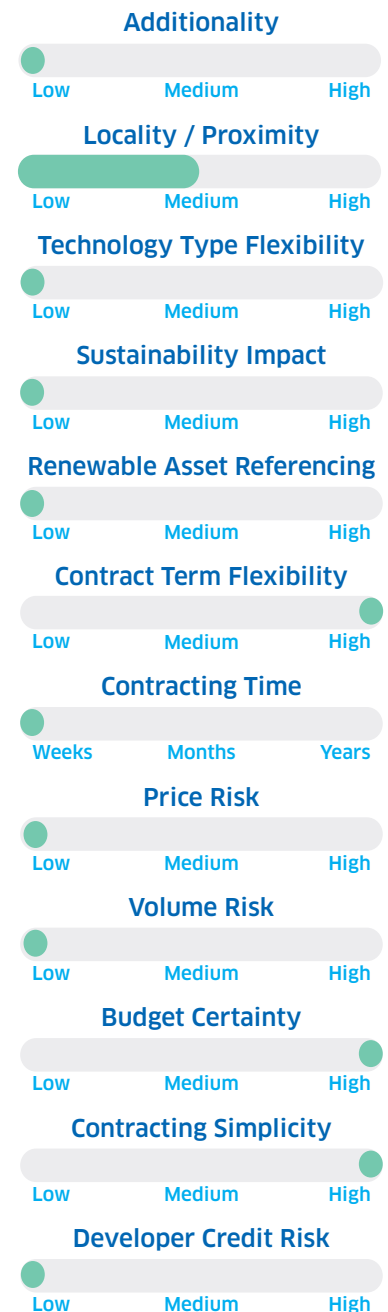 Additionality
Low Medium High
Locality / Proximity
Low Medium High
Technology Type Flexibility
Low Medium High
Sustainability Impact
Low Medium High
Renewable Asset Referencing
Low Medium High
Contract Term Flexibility
Low Medium High
Contracting Time
Weeks Months Years
Price Risk
Low Medium High
Volume Risk
Low Medium High
Budget Certainty
Low Medium High
Contracting Simplicity
Low Medium High
Developer Credit Risk
Low Medium High